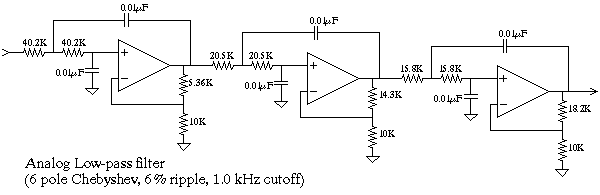 0.01µF
0.01µF
0.01µF
40.2K 40.2K
20.5K 20.5K
15.8K 15.8K
+
+
+
0.01µF
0.01µF
0.01µF
−
−
−
5.36K
14.3K
18.2K
10K
10K
10K
Analog Low-pass filter
(6 pole Chebyshev, 6% ripple, 1.0 kHz cutoff)